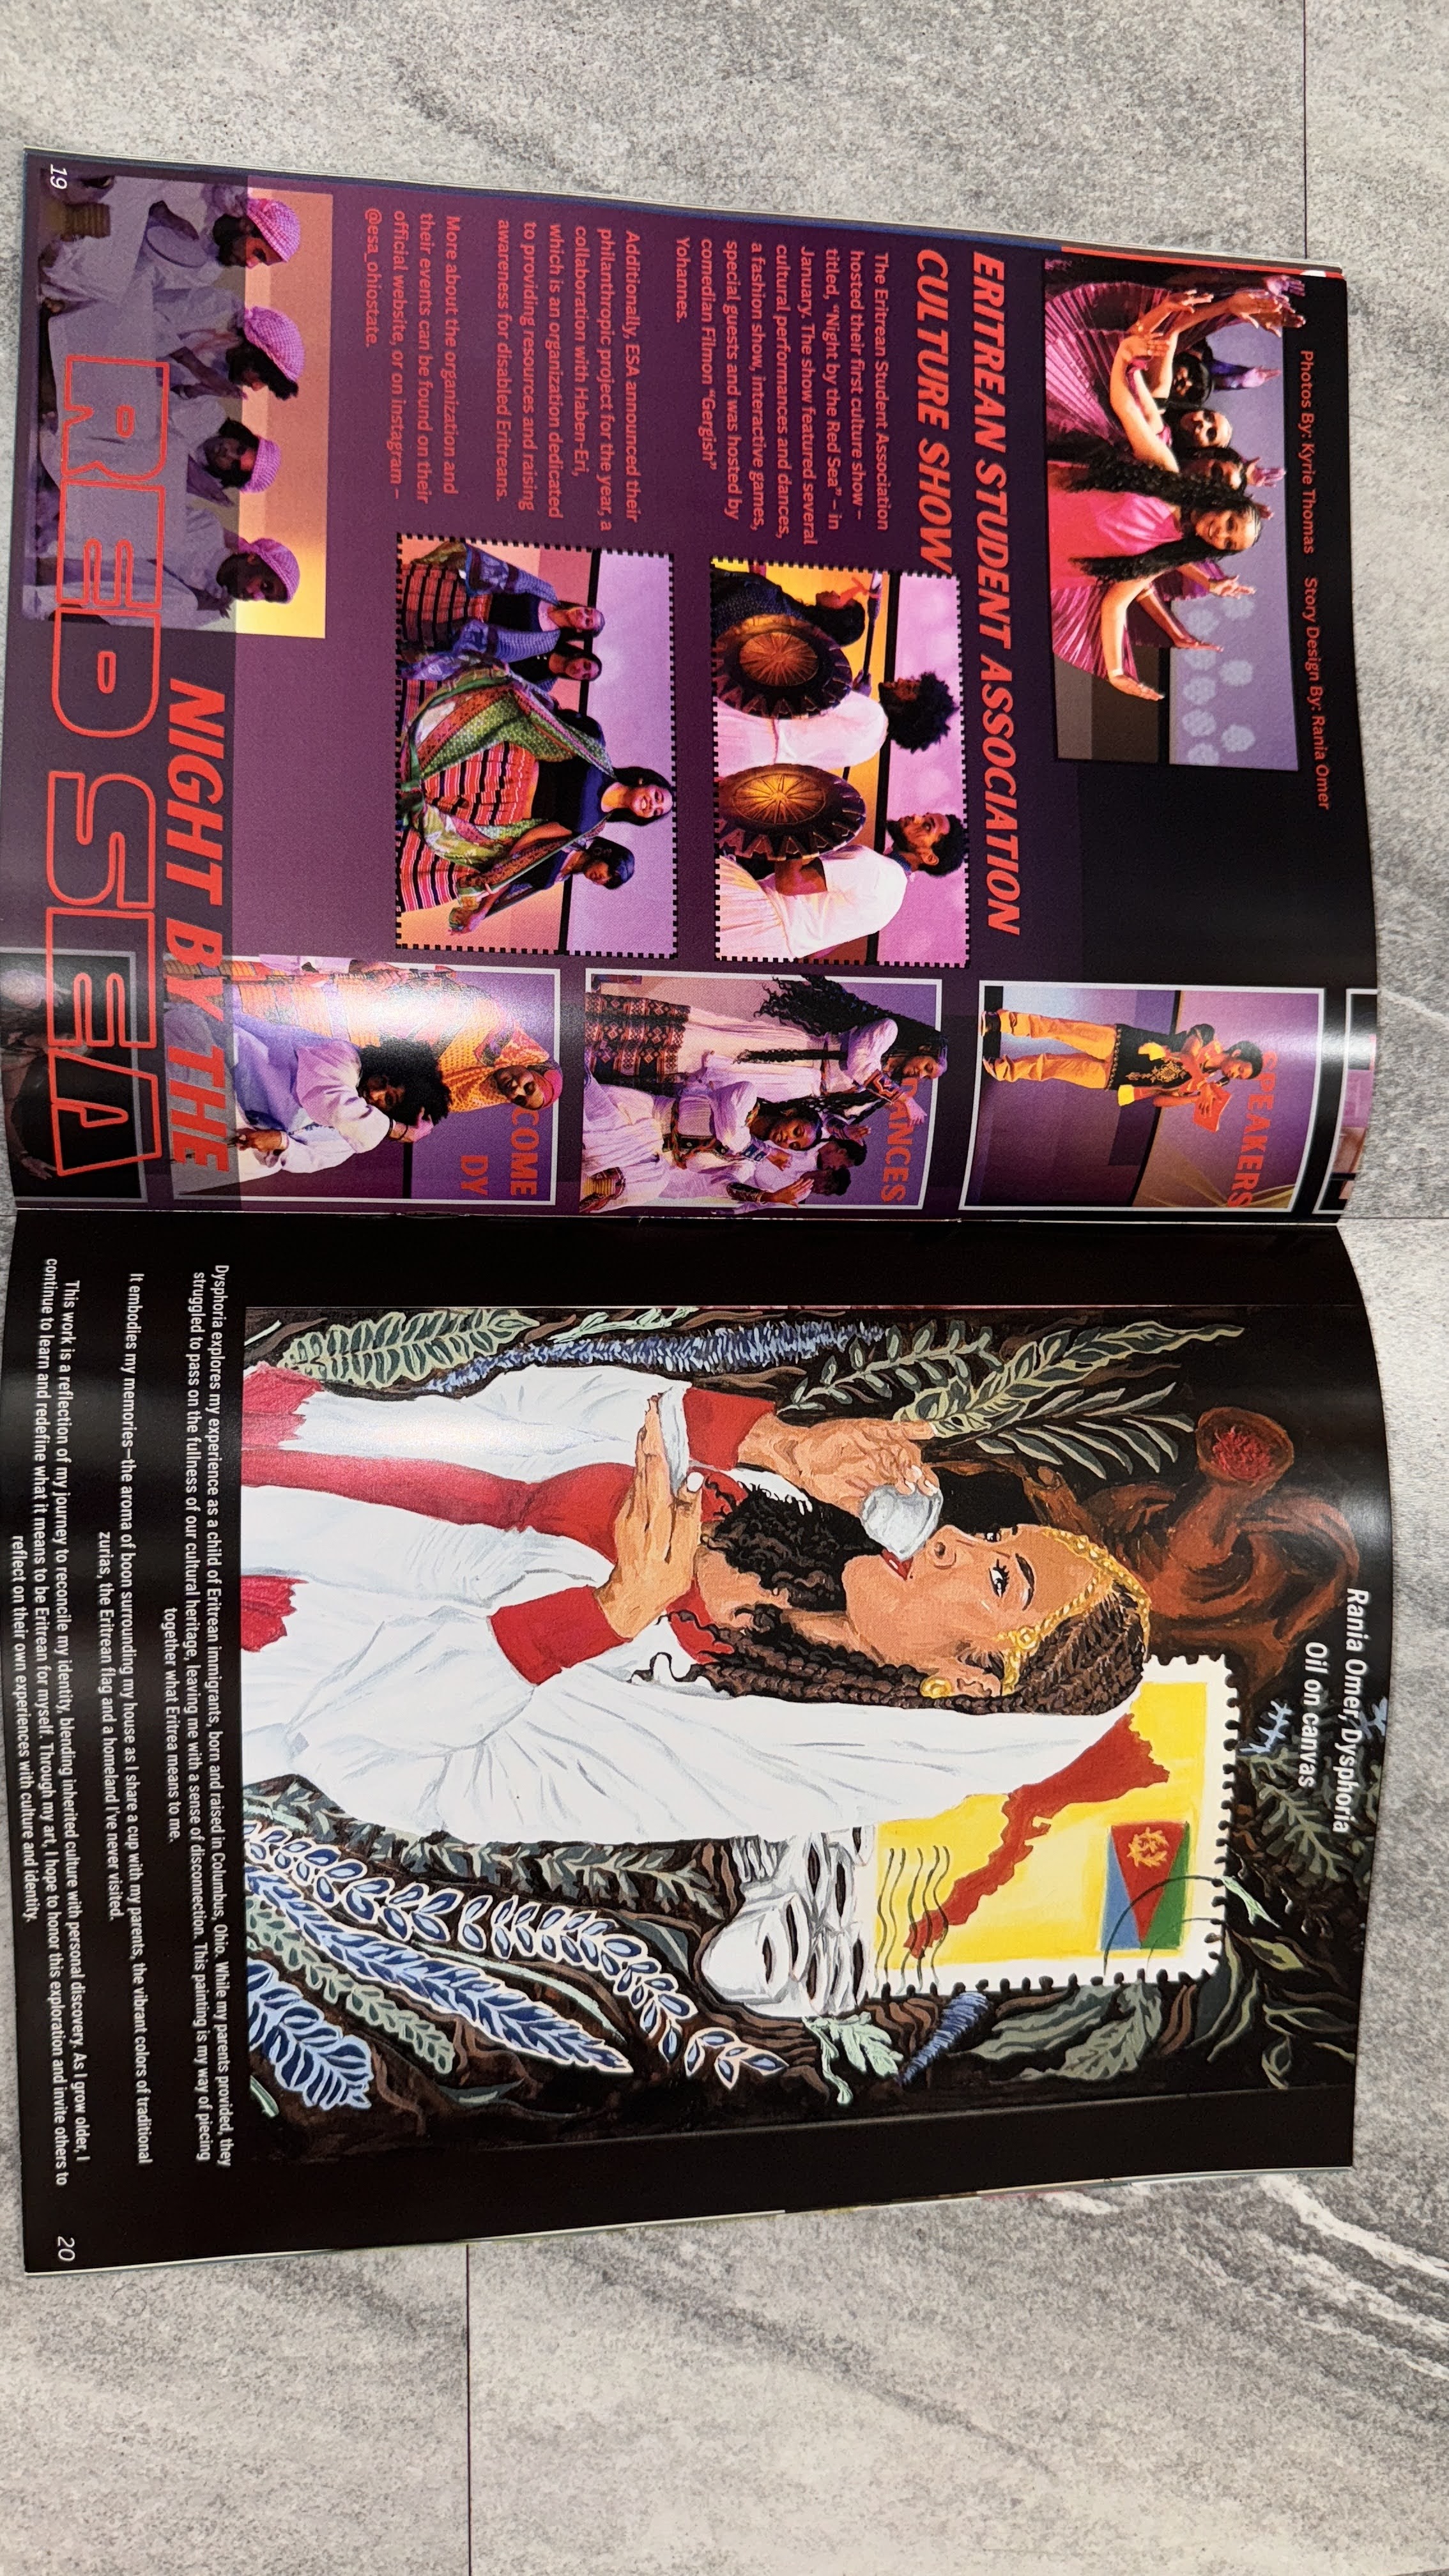 Photos By: Kyrie Thomas Story Design By: Rania Omer
ERITREAN STUDENT ASSOCIATION
CULTURE SHOW
The Eritrean Student Association
hosted their first culture show –
titled, "Night by the Red Sea" – in
January. The show featured several
cultural performances and dances,
a fashion show, interactive games,
special guests and was hosted by
comedian Filmon "Gergish"
Yohannes.
Additionally, ESA announced their
philanthropic project for the year, a
collaboration with Haben-Eri,
which is an organization dedicated
to providing resources and raising
awareness for disabled Eritreans.
More about the organization and
their events can be found on their
official website, or on instagram –
@esa_ohiostate.
SPEAKERS
DANCES
COME
DY
NIGHT BY THE
RED SEA
19
Rania Omer, Dysphoria
Oil on canvas
Dysphoria explores my experience as a child of Eritrean immigrants, born and raised in Columbus, Ohio. While my parents provided, they
struggled to pass on the fullness of our cultural heritage, leaving me with a sense of disconnection. This painting is my way of piecing
together what Eritrea means to me.
It embodies my memories—the aroma of boon surrounding my house as I share a cup with my parents, the vibrant colors of traditional
zurias, the Eritrean flag and a homeland I've never visited.
This work is a reflection of my journey to reconcile my identity, blending inherited culture with personal discovery. As I grow older, I
continue to learn and redefine what it means to be Eritrean for myself. Through my art, I hope to honor this exploration and invite others to
reflect on their own experiences with culture and identity.
20